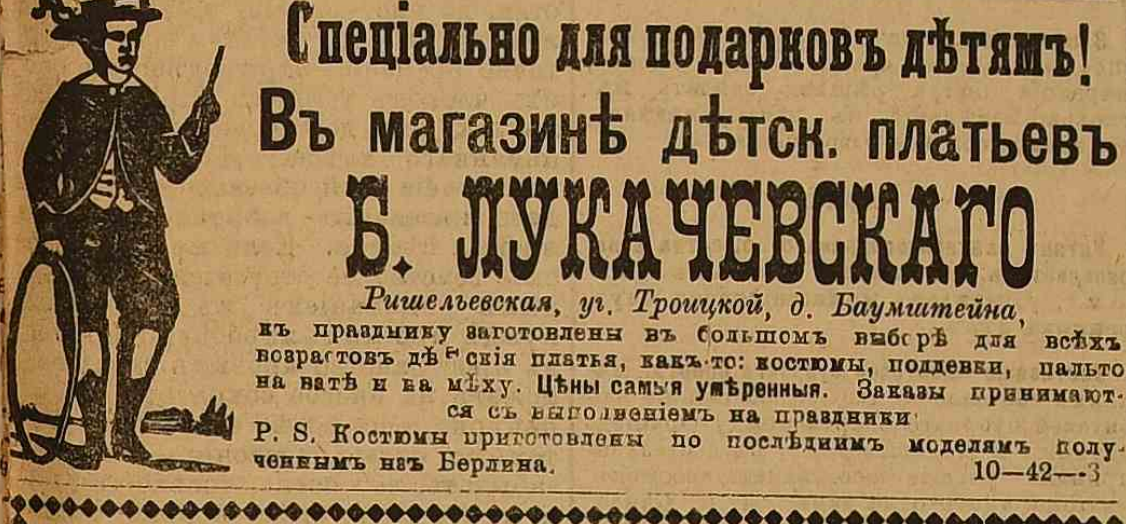 Спеціально для подарковъ дѣтямъ!
Въ магазинѣ дѣтск. платьевъ
Б. ЛУКАЧЕВСКАГО
Ришельевская, уг. Троицкой, д. Баумштейна,
къ празднику заготовлены въ большомъ выборѣ для всѣхъ
возрастовъ дѣтскія платья, какъ-то: костюмы, поддевки, пальто
на ватѣ и на мѣху. Цѣны самыя умѣренныя. Заказы принимают-
ся съ выполненіемъ на праздники
P. S. Костюмы приготовлены по послѣднимъ моделямъ полу-
ченнымъ изъ Берлина.
10—42—3